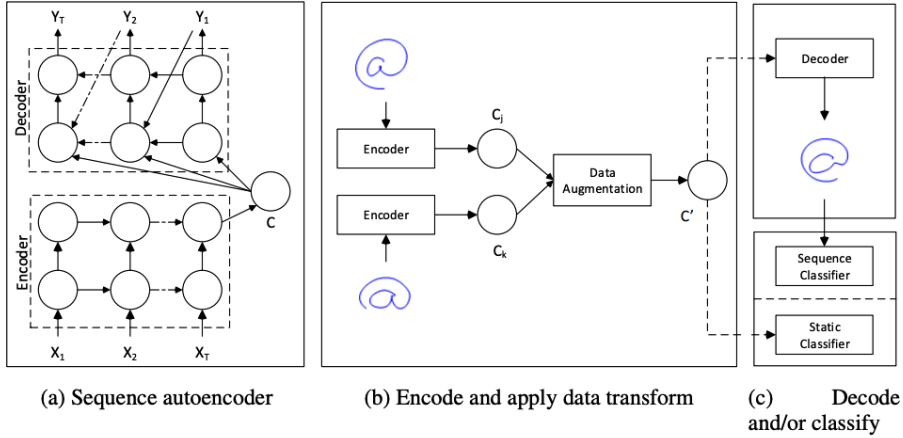 Y_T Y_2 Y_1
Decoder
C
Encoder
X_1 X_2 X_T
(a) Sequence autoencoder
@
Encoder
C_j
Encoder
C_k
@
Data
Augmentation
C'
(b) Encode and apply data transform
Decoder
@
Sequence
Classifier
Static
Classifier
(c) Decode
and/or classify